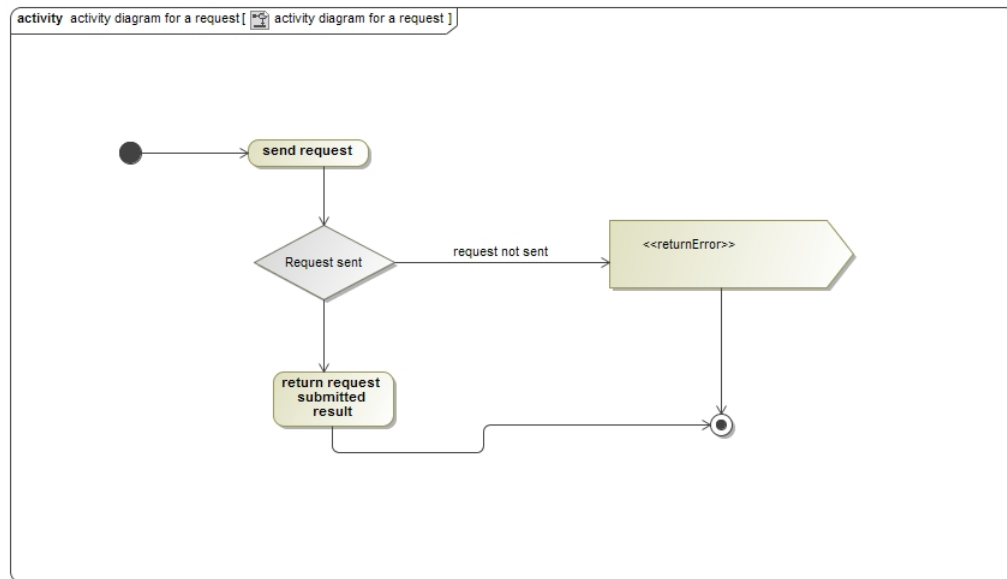 activity activity diagram for a request [ activity diagram for a request ]
send request
Request sent
request not sent
<<returnError>>
return request
submitted
result